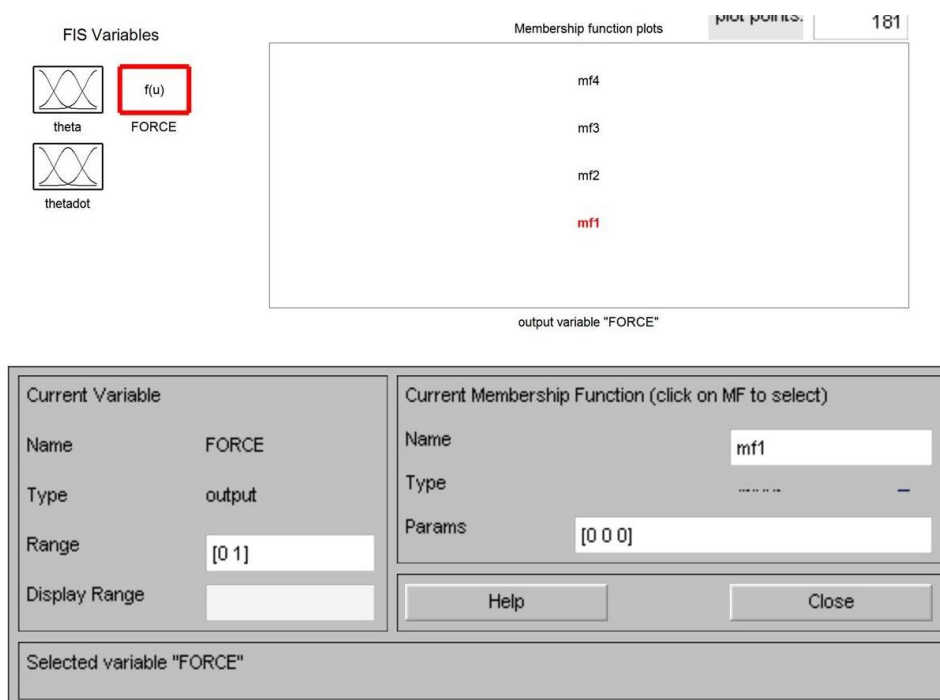 plot points:
181
FIS Variables
Membership function plots
f(u)
theta
FORCE
thetadot
mf4
mf3
mf2
mf1
output variable "FORCE"
Current Variable
Name
FORCE
Type
output
Range
[0 1]
Display Range
Current Membership Function (click on MF to select)
Name
mf1
Type
Params
[0 0 0]
Help
Close
Selected variable "FORCE"